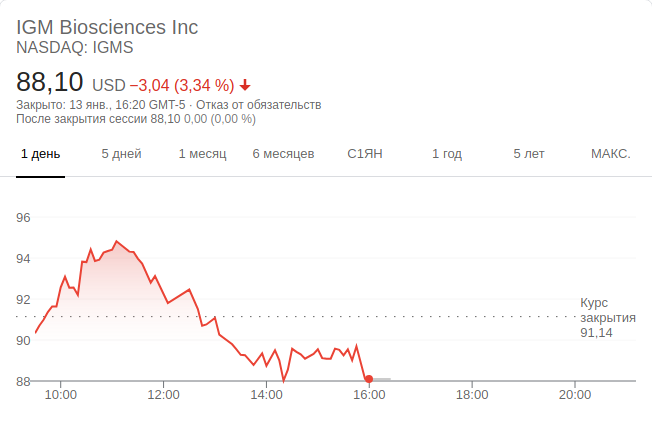 IGM Biosciences Inc
NASDAQ: IGMS
88,10 USD −3,04 (3,34 %)
Закрыто: 13 янв., 16:20 GMT-5 · Отказ от обязательств
После закрытия сессии 88,10 0,00 (0,00 %)
1 день 5 дней 1 месяц 6 месяцев С1ЯН 1 год 5 лет МАКС.
96
94
92
Курс
закрытия
91,14
90
88
10:00 12:00 14:00 16:00 18:00 20:00